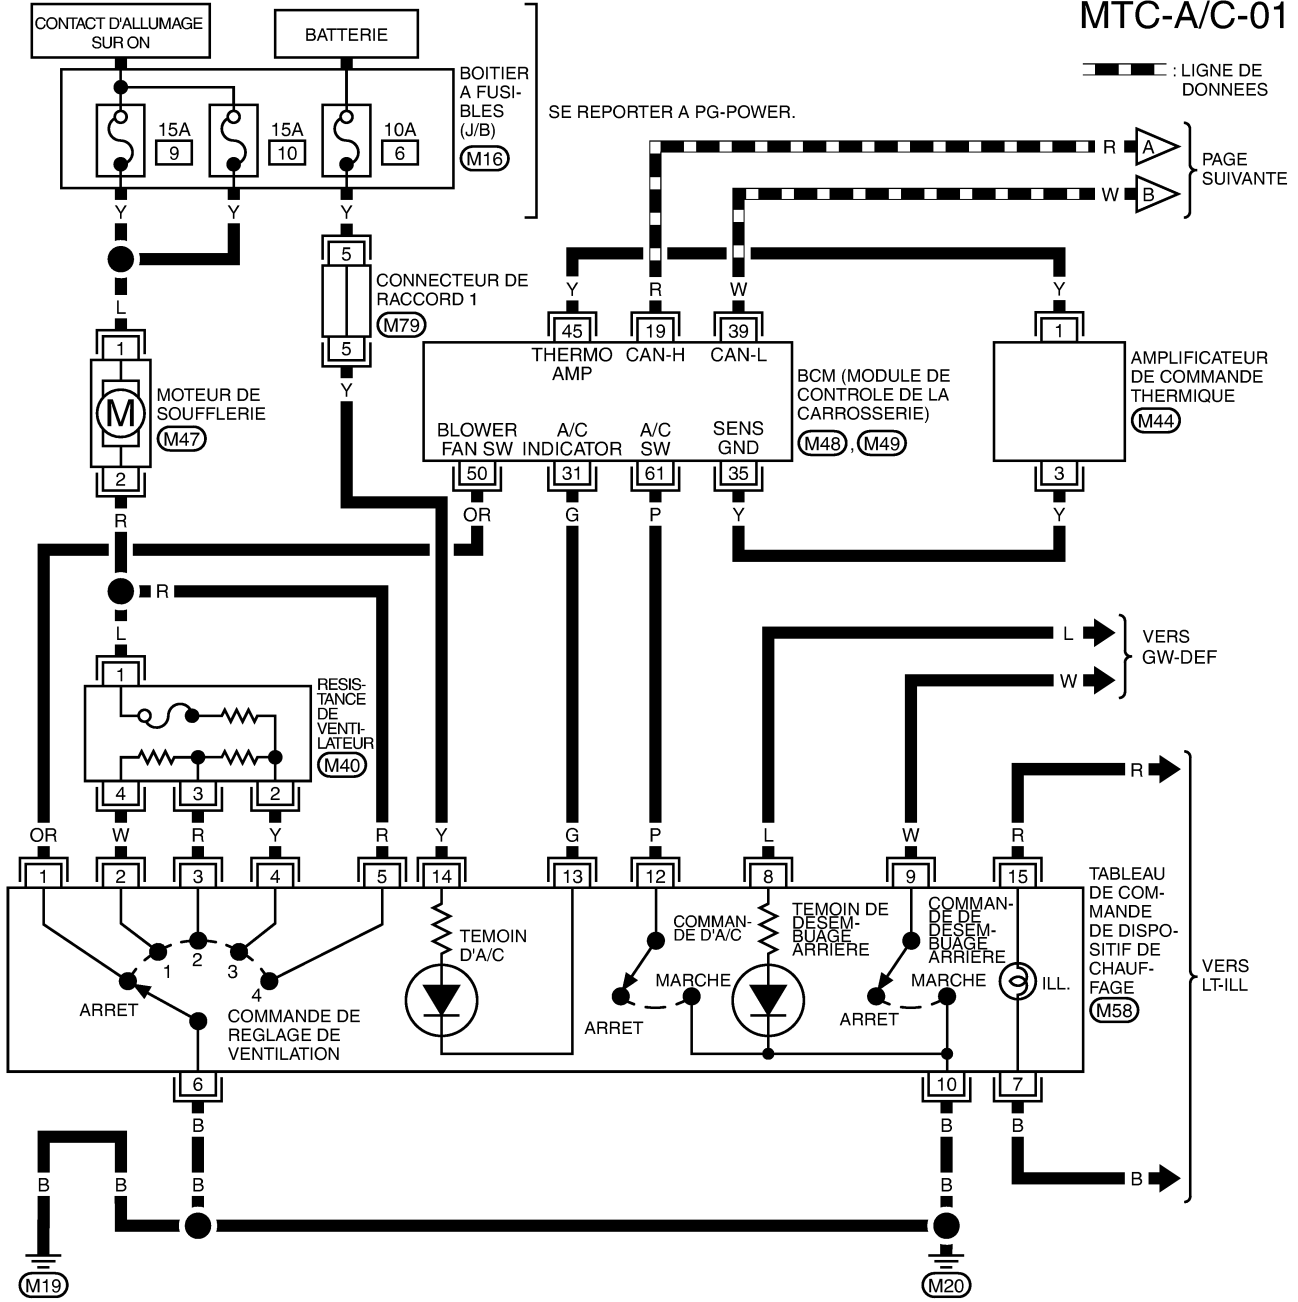 MTC-A/C-01
CONTACT D'ALLUMAGE
SUR ON
BATTERIE
: LIGNE DE
DONNEES
BOITIER
A FUSI-
BLES
(J/B)
M16
15A
9
15A
10
10A
6
SE REPORTER A PG-POWER.
R
A
W
B
PAGE
SUIVANTE
Y
Y
Y
5
CONNECTEUR DE
RACCORD 1
M79
5
Y
L
1
M
MOTEUR DE
SOUFFLERIE
M47
2
R
Y
R
W
Y
45
19
39
1
THERMO
AMP
CAN-H
CAN-L
BCM (MODULE DE
CONTROLE DE LA
CARROSSERIE)
M48 , M49
BLOWER
FAN SW
A/C
INDICATOR
A/C
SW
SENS
GND
50
31
61
35
3
AMPLIFICATEUR
DE COMMANDE
THERMIQUE
M44
OR
G
P
Y
Y
R
L
1
RESIS-
TANCE
DE
VENTI-
LATEUR
M40
4
3
2
L
W
VERS
GW-DEF
R
OR
W
R
Y
R
Y
G
P
L
W
R
1
2
3
4
5
14
13
12
8
9
15
TABLEAU
DE COM-
MANDE
DE DISPO-
SITIF DE
CHAUF-
FAGE
M58
1
2
3
4
ARRET
COMMANDE DE
REGLAGE DE
VENTILATION
TEMOIN
D'A/C
COMMAN-
DE D'A/C
MARCHE
ARRET
TEMOIN DE
DESEM-
BUAGE
ARRIERE
COMMAN-
DE DE
DESEM-
BUAGE
ARRIERE
MARCHE
ARRET
ILL.
VERS
LT-ILL
6
10
7
B
B
B
B
B
B
B
B
M19
M20